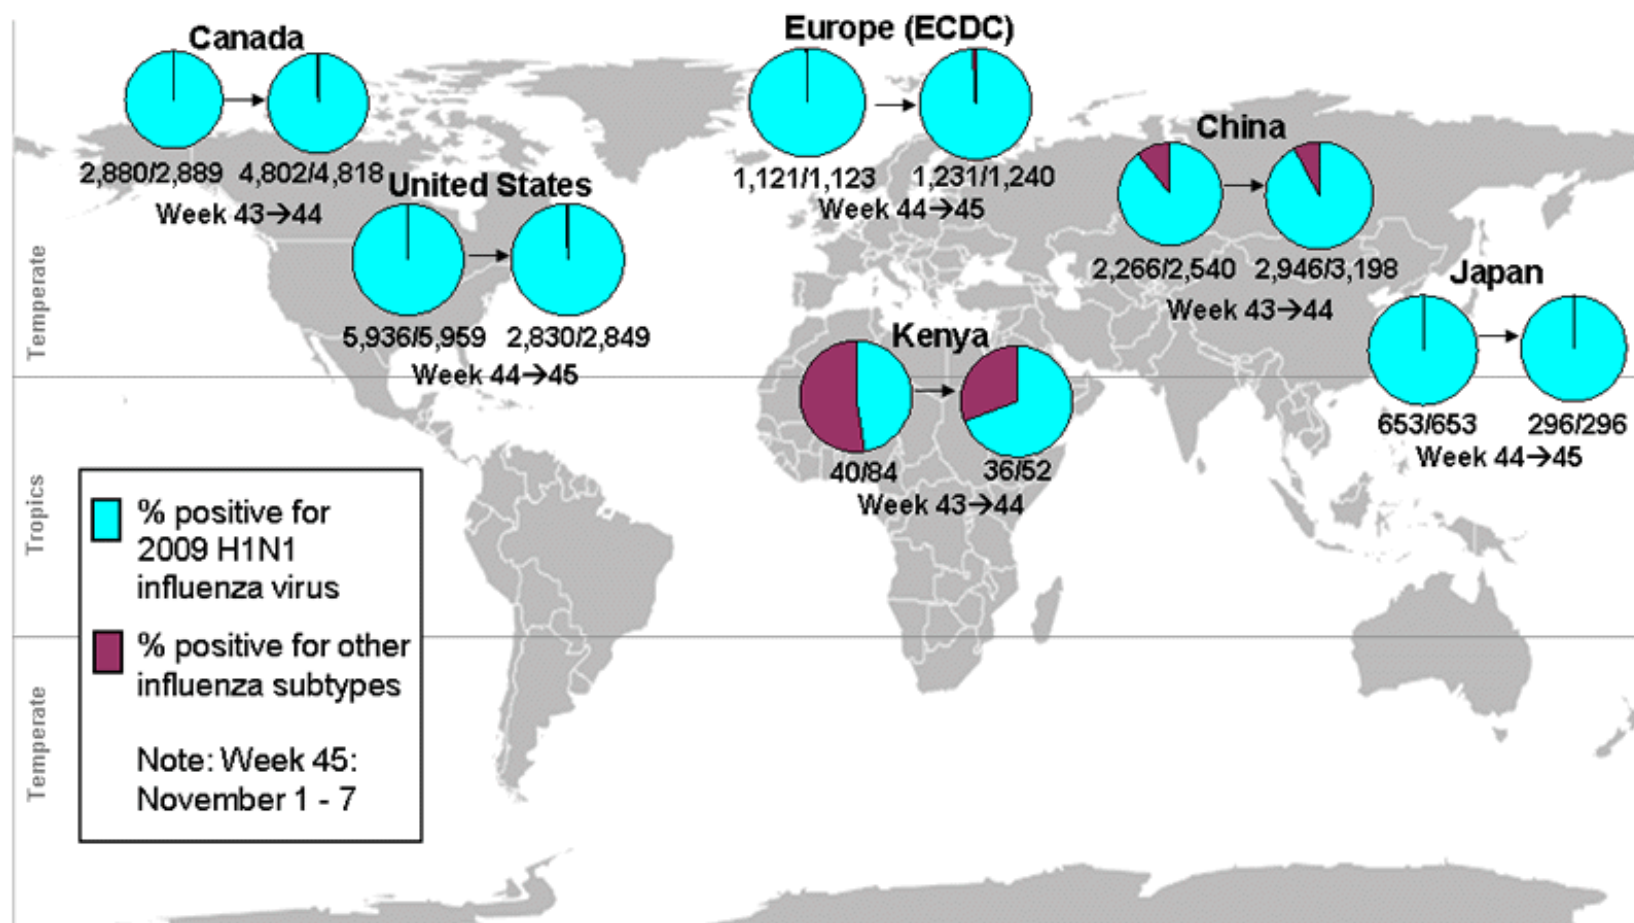 Canada
2,880/2,889 4,802/4,818
Week 43→44
United States
5,936/5,959 2,830/2,849
Week 44→45
Europe (ECDC)
1,121/1,123 1,231/1,240
Week 44→45
China
2,266/2,540 2,946/3,198
Week 43→44
Japan
653/653 296/296
Week 44→45
Kenya
40/84 36/52
Week 43→44
Temperate
Tropics
Temperate
% positive for
2009 H1N1
influenza virus
% positive for other
influenza subtypes
Note: Week 45:
November 1 - 7